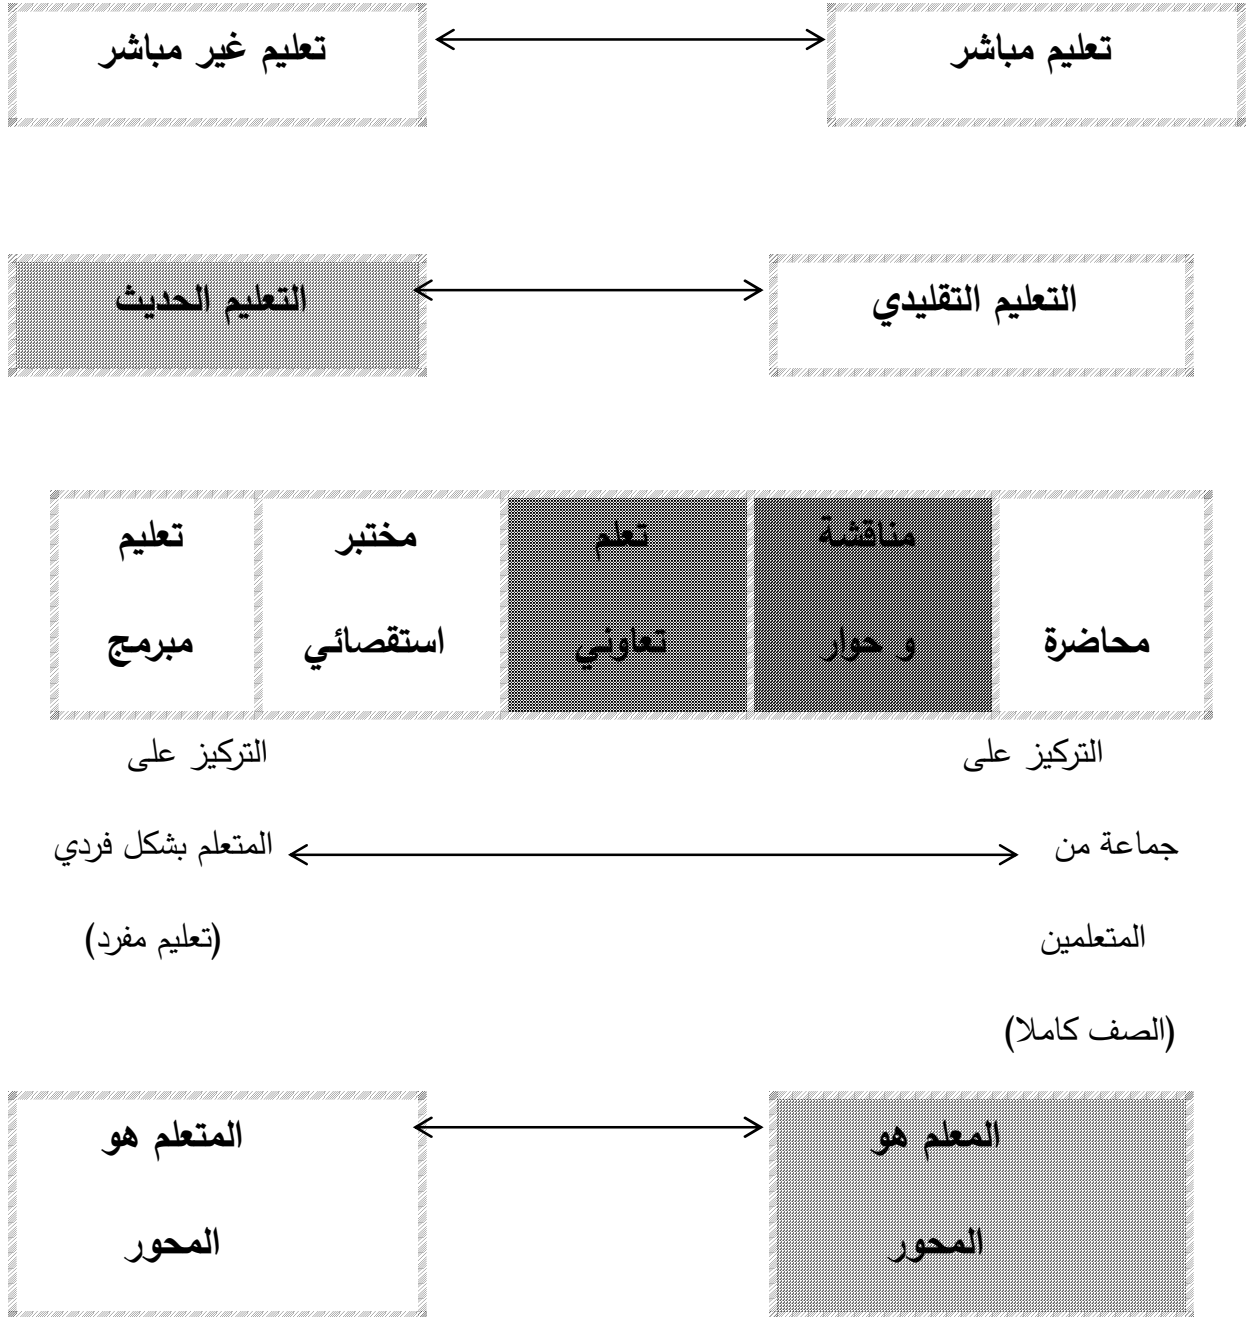 تعليم مباشر
تعليم غير مباشر
التعليم التقليدي
التعليم الحديث
محاضرة
مناقشة
و حوار
تعلم
تعاوني
مختبر
استقصائي
تعليم
مبرمج
التركيز على
جماعة من
المتعلمين
(الصف كاملا)
التركيز على
المتعلم بشكل فردي
(تعليم مفرد)
المعلم هو
المحور
المتعلم هو
المحور